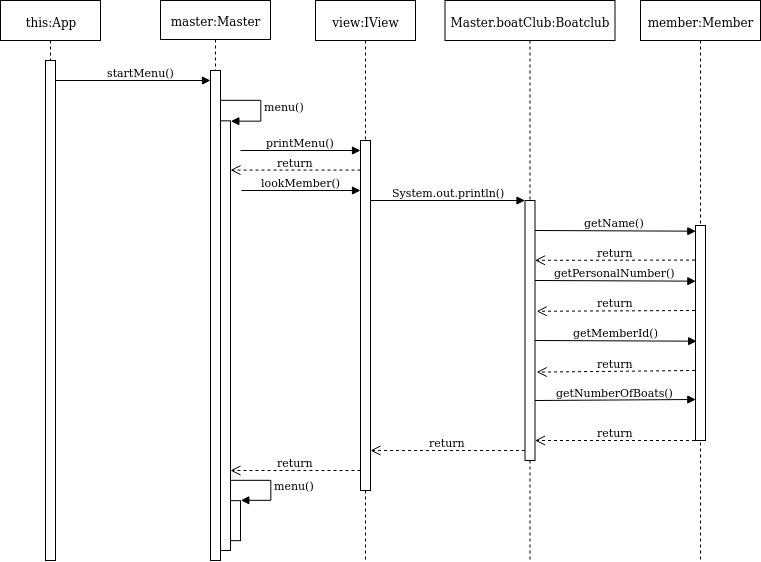 this:App
master:Master
view:IView
Master.boatClub:Boatclub
member:Member
startMenu()
menu()
printMenu()
return
lookMember()
System.out.println()
getName()
return
getPersonalNumber()
return
getMemberId()
return
getNumberOfBoats()
return
return
return
menu()